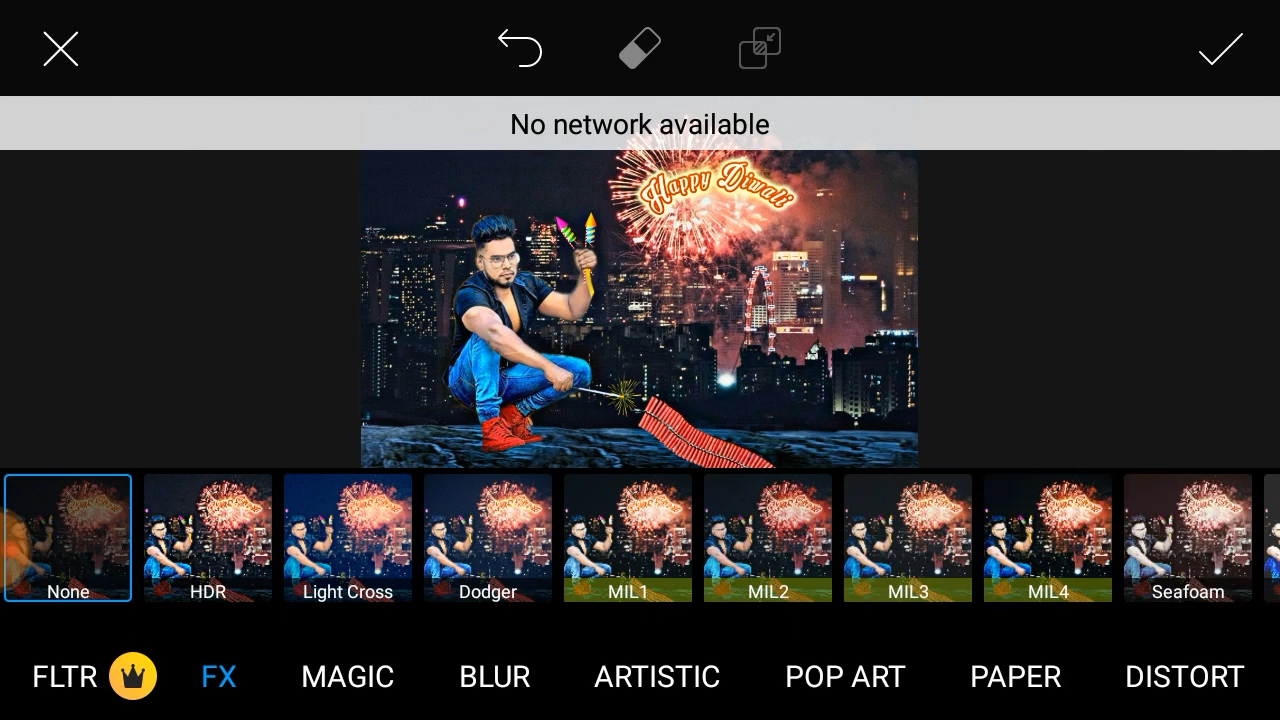 No network available
Happy Diwali
None
HDR
Light Cross
Dodger
MIL1
MIL2
MIL3
MIL4
Seafoam
FLTR
FX
MAGIC
BLUR
ARTISTIC
POP ART
PAPER
DISTORT